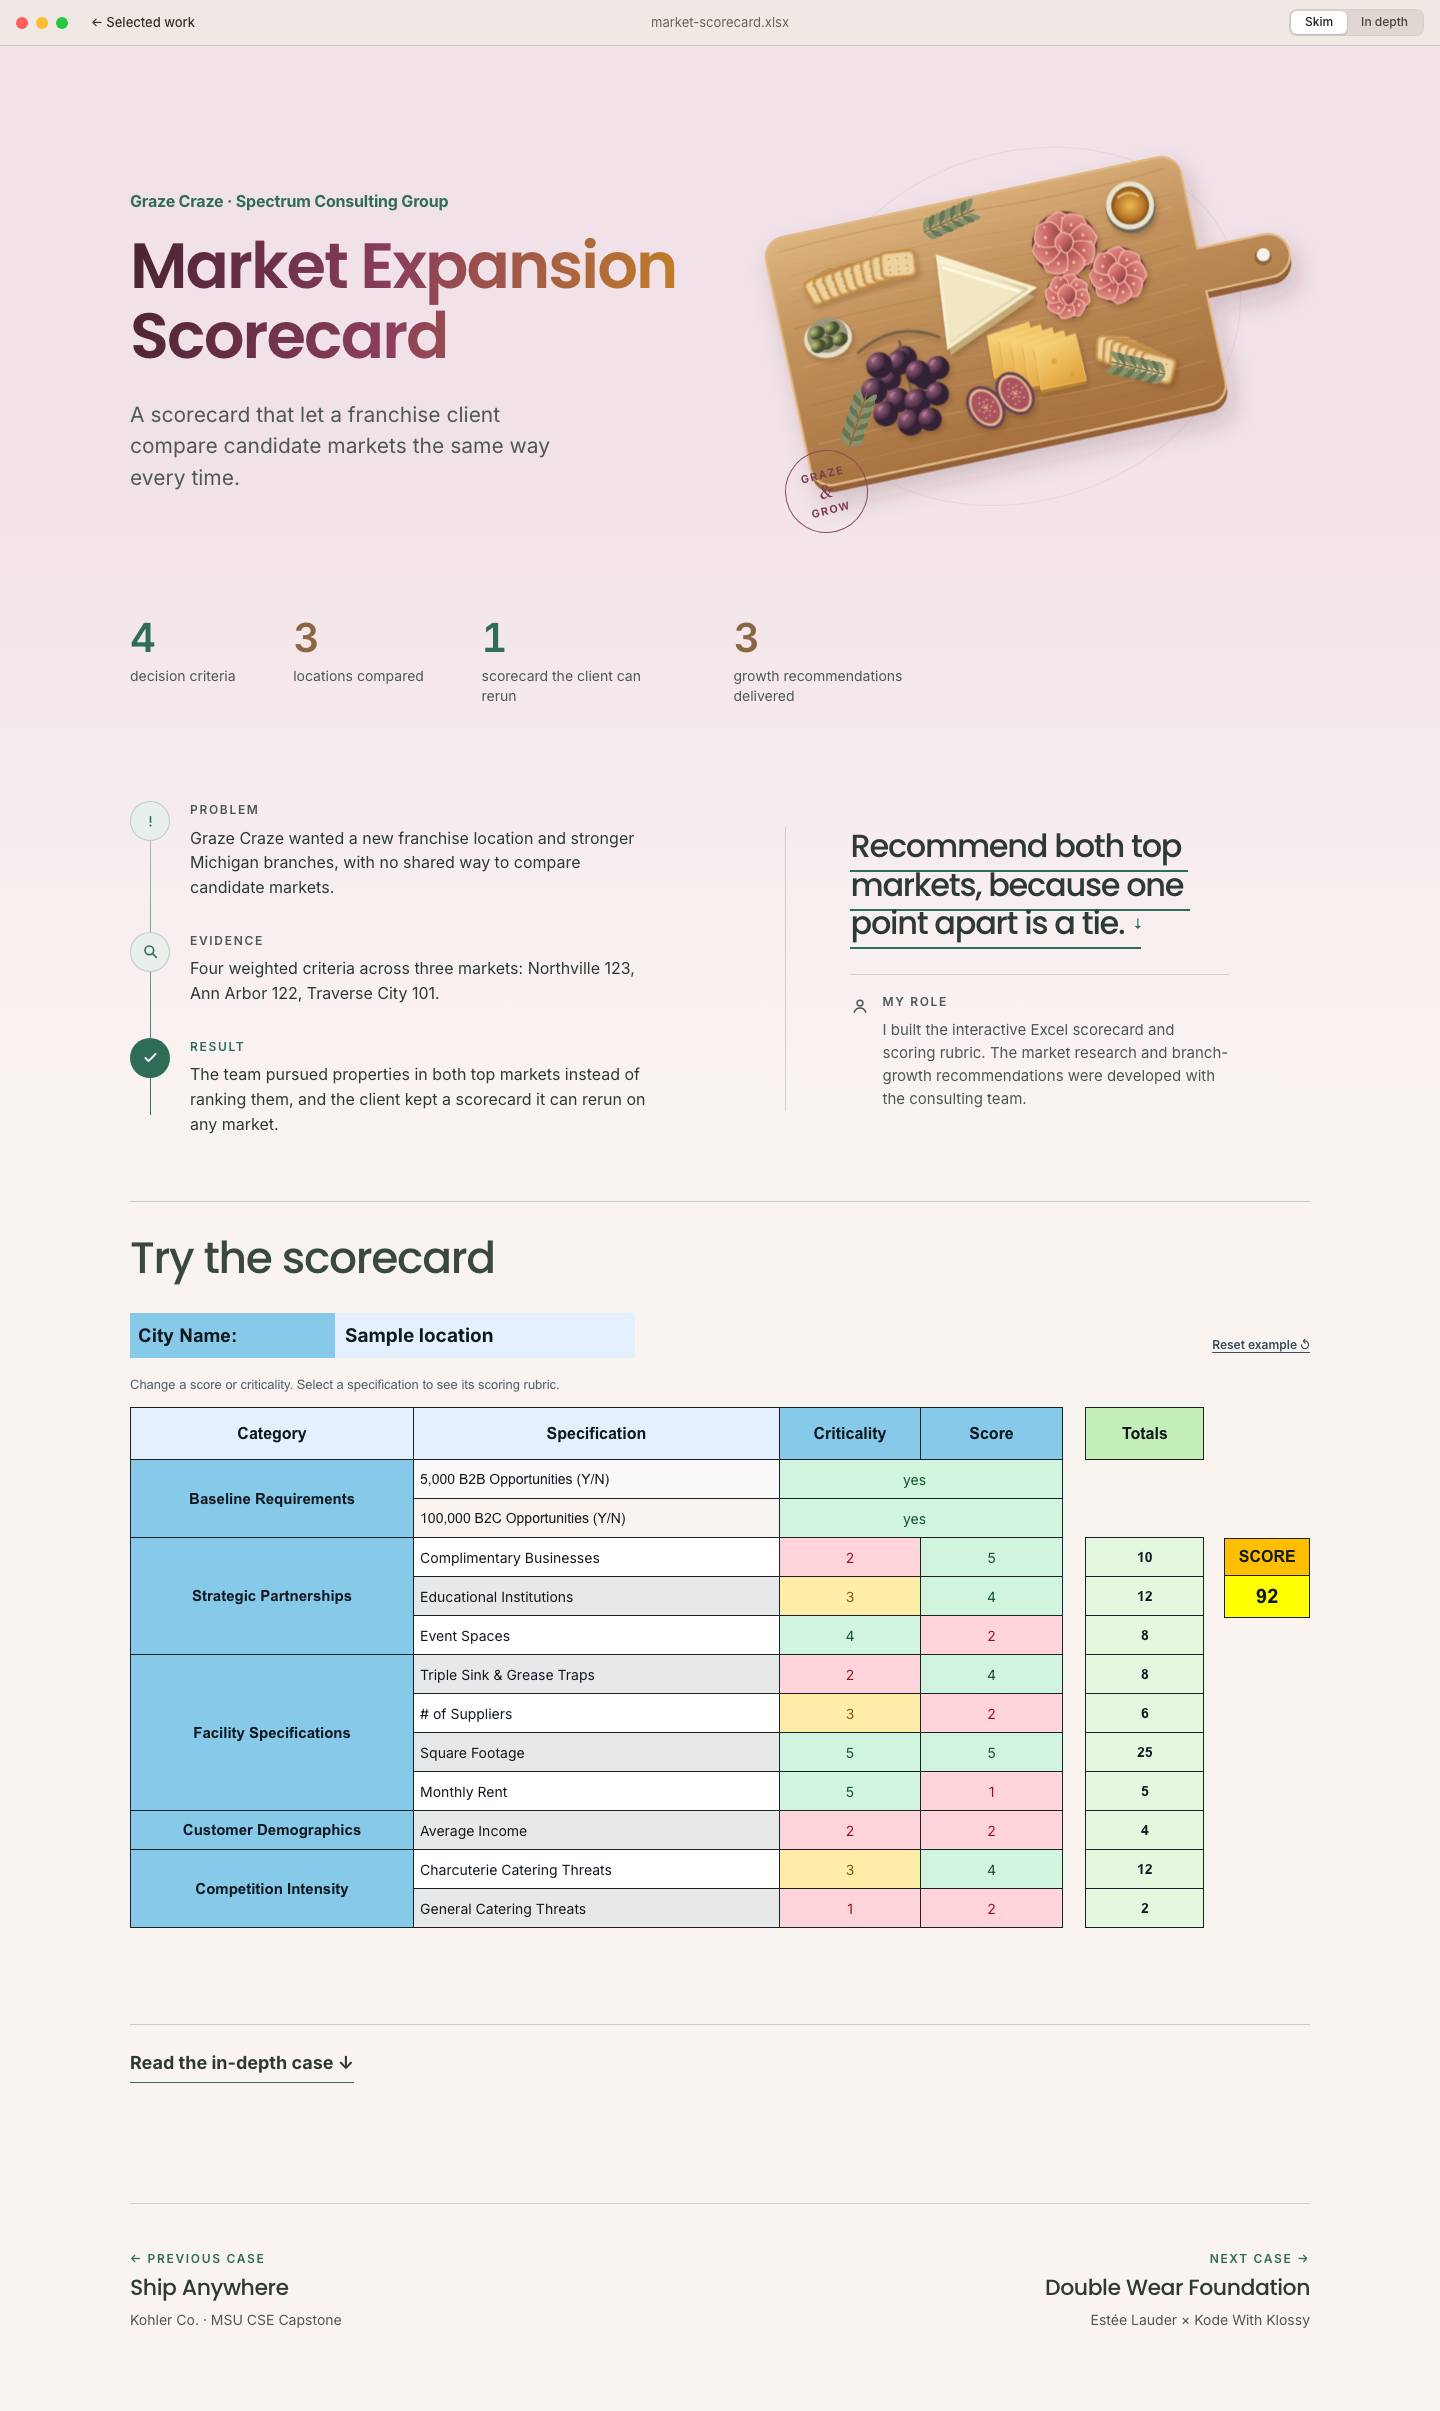 ← Selected work
market-scorecard.xlsx
Skim
In depth
Graze Craze · Spectrum Consulting Group
Market Expansion
Scorecard
A scorecard that let a franchise client
compare candidate markets the same way
every time.
GRAZE
&
GROW
4
decision criteria
3
locations compared
1
scorecard the client can
rerun
3
growth recommendations
delivered
!
PROBLEM
Graze Craze wanted a new franchise location and stronger
Michigan branches, with no shared way to compare
candidate markets.
EVIDENCE
Four weighted criteria across three markets: Northville 123,
Ann Arbor 122, Traverse City 101.
RESULT
The team pursued properties in both top markets instead of
ranking them, and the client kept a scorecard it can rerun on
any market.
Recommend both top
markets, because one
point apart is a tie. ↓
MY ROLE
I built the interactive Excel scorecard and
scoring rubric. The market research and branch-
growth recommendations were developed with
the consulting team.
Try the scorecard
City Name: Sample location
Reset example ↺
Change a score or criticality. Select a specification to see its scoring rubric.
Category Specification Criticality Score Totals
Baseline Requirements
5,000 B2B Opportunities (Y/N) yes
100,000 B2C Opportunities (Y/N) yes
Strategic Partnerships
Complimentary Businesses 2 5 10
Educational Institutions 3 4 12
Event Spaces 4 2 8
SCORE
92
Facility Specifications
Triple Sink & Grease Traps 2 4 8
# of Suppliers 3 2 6
Square Footage 5 5 25
Monthly Rent 5 1 5
Customer Demographics
Average Income 2 2 4
Competition Intensity
Charcuterie Catering Threats 3 4 12
General Catering Threats 1 2 2
Read the in-depth case ↓
← PREVIOUS CASE
Ship Anywhere
Kohler Co. · MSU CSE Capstone
NEXT CASE →
Double Wear Foundation
Estée Lauder × Kode With Klossy